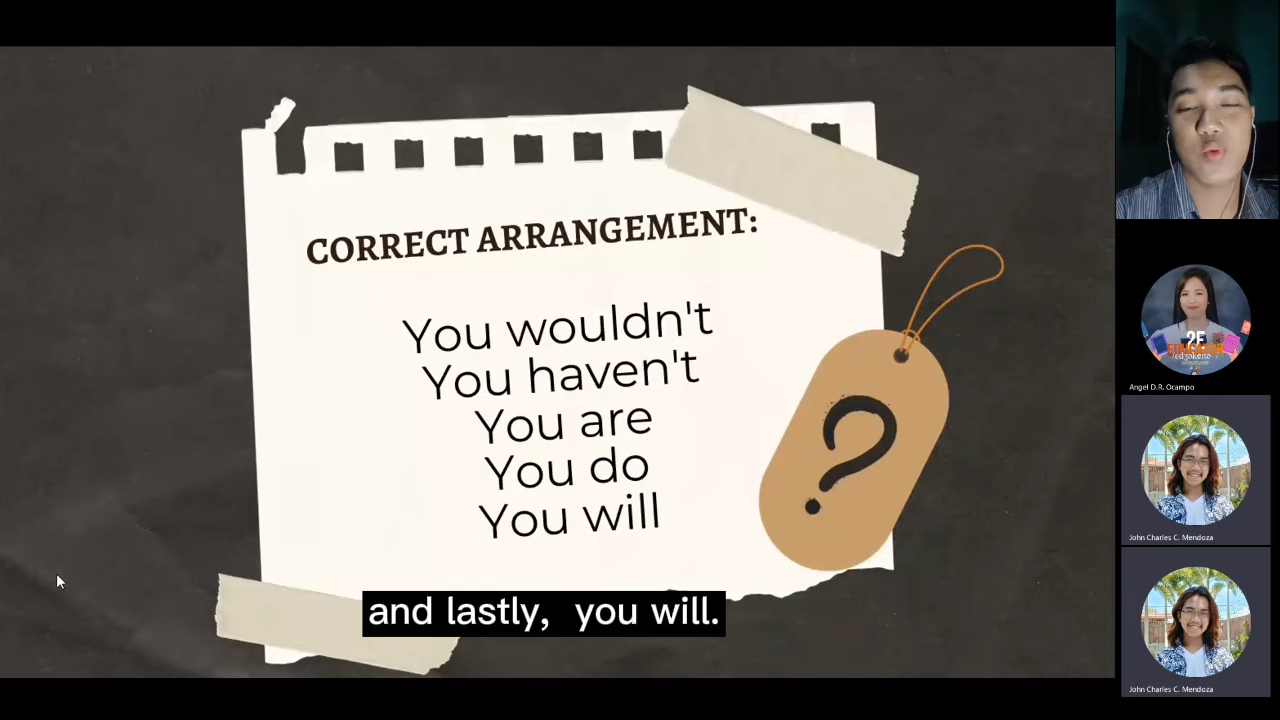 CORRECT ARRANGEMENT:
You wouldn't
You haven't
You are
You do
You will
?
and lastly, you will.
Angel D.R. Ocampo
John Charles C. Mendoza
John Charles C. Mendoza